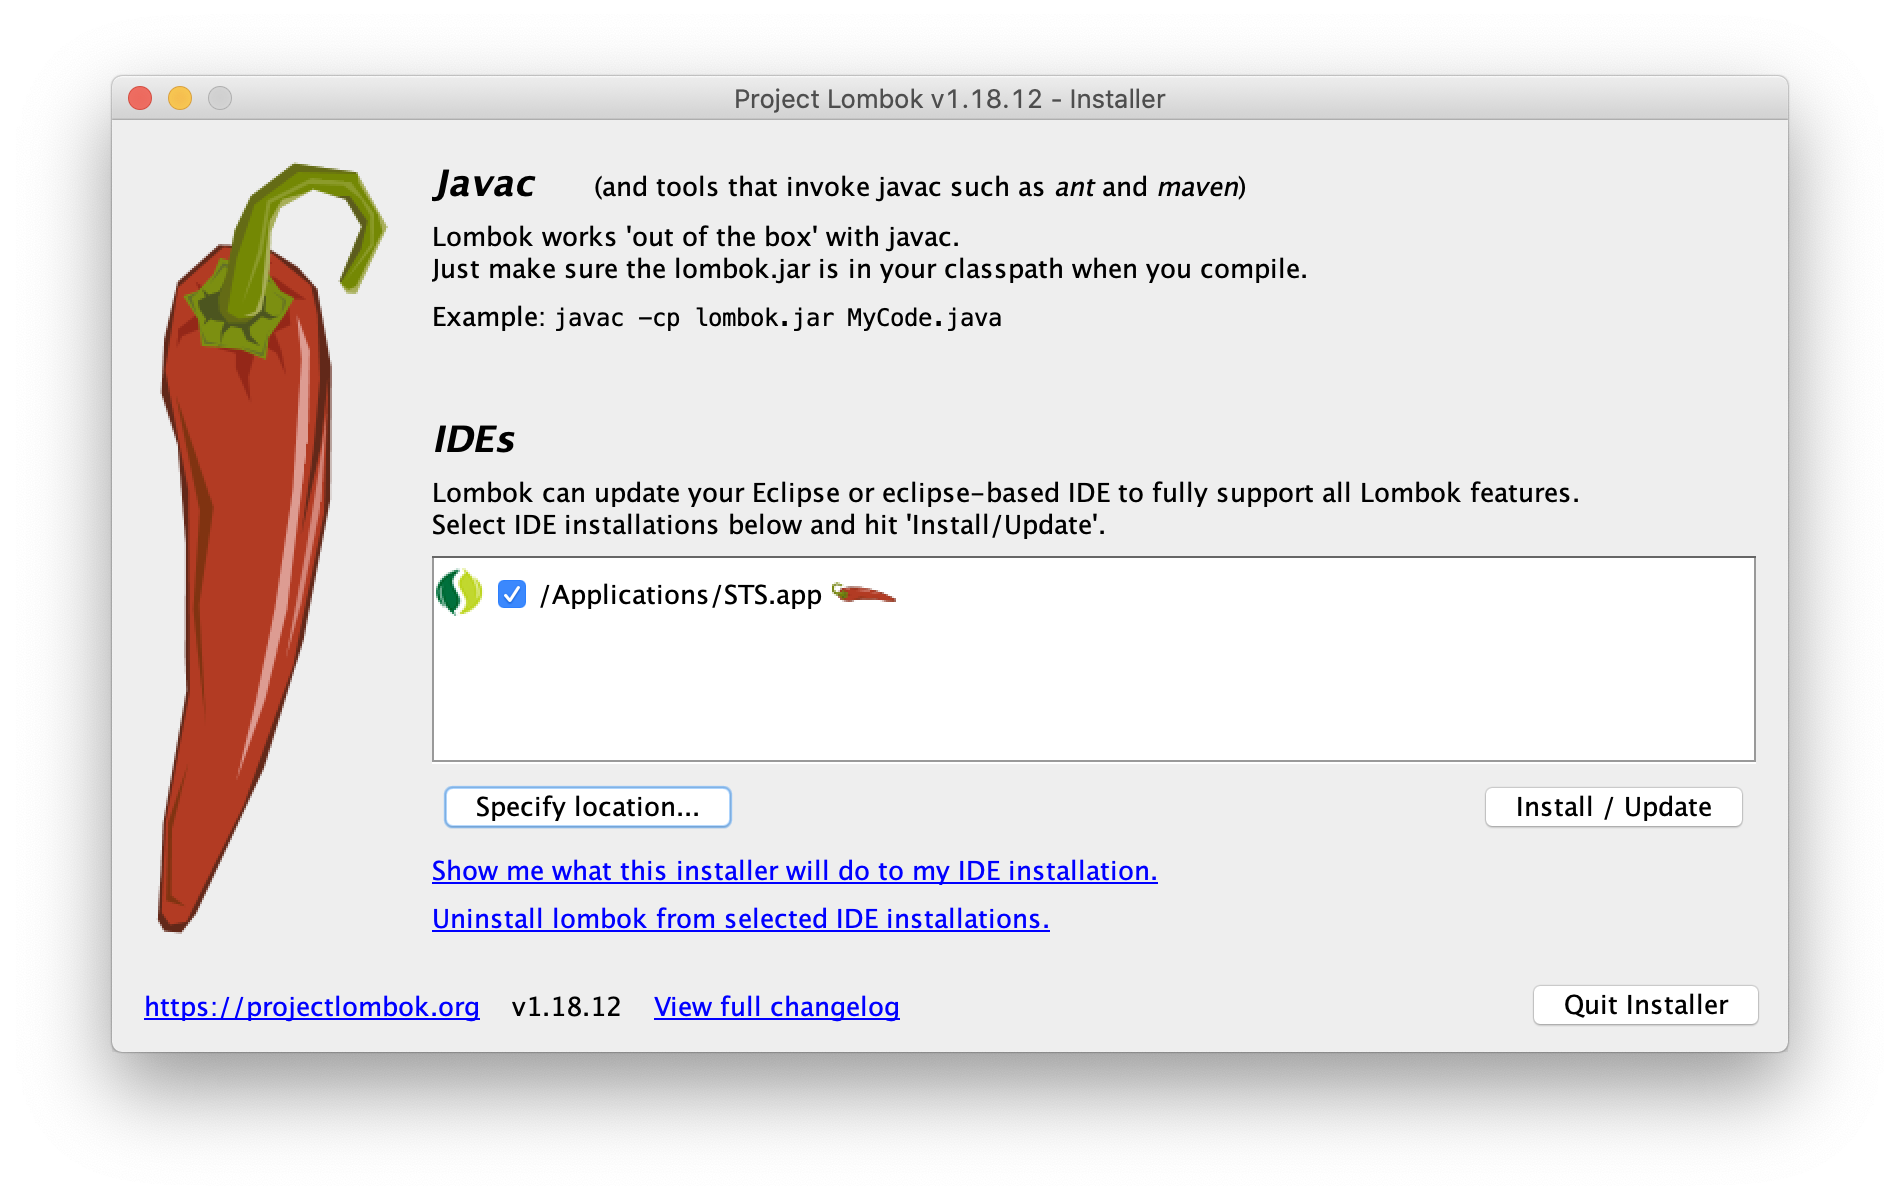 Project Lombok v1.18.12 - Installer
Javac (and tools that invoke javac such as ant and maven)
Lombok works 'out of the box' with javac.
Just make sure the lombok.jar is in your classpath when you compile.
Example: javac -cp lombok.jar MyCode.java
IDEs
Lombok can update your Eclipse or eclipse-based IDE to fully support all Lombok features.
Select IDE installations below and hit 'Install/Update'.
/Applications/STS.app
Specify location... Install / Update
Show me what this installer will do to my IDE installation.
Uninstall lombok from selected IDE installations.
https://projectlombok.org v1.18.12 View full changelog Quit Installer